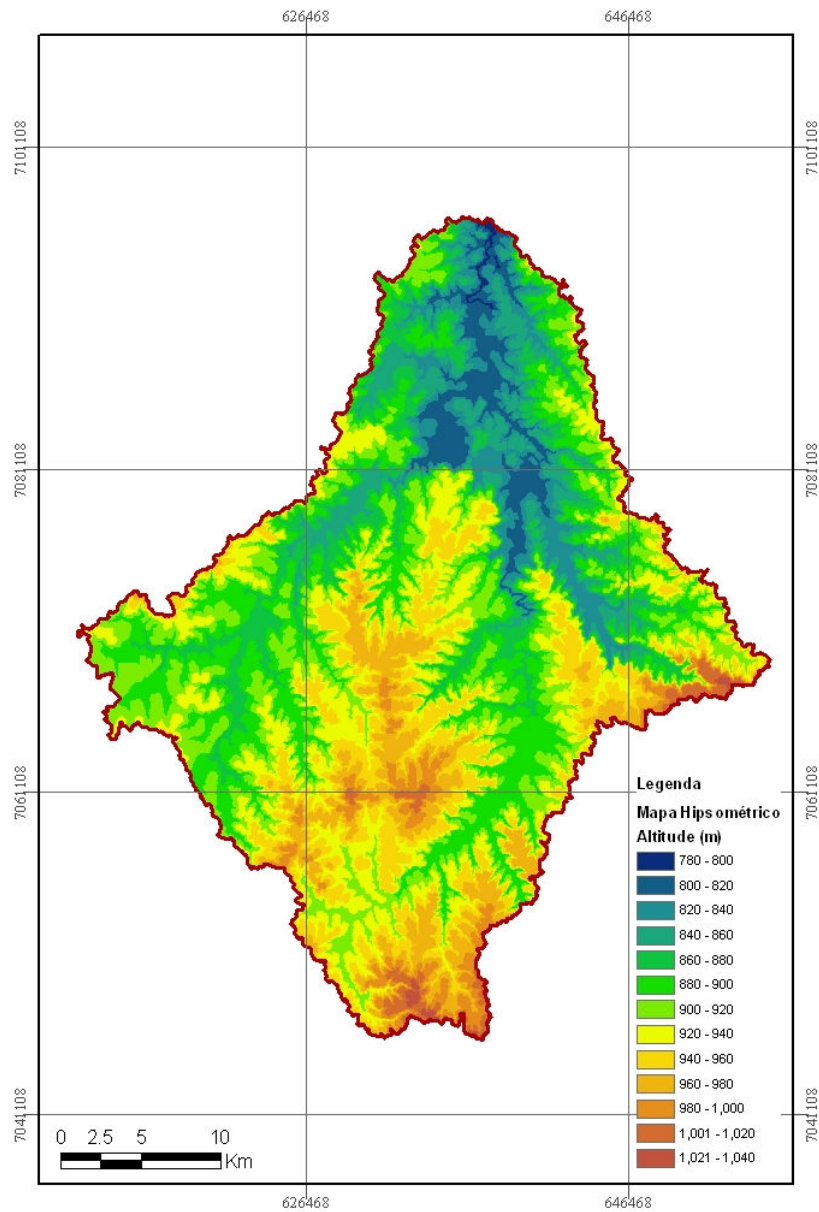 626468 646468
7101108 7101108
7081108 7081108
7061108 7061108
7041108 7041108
Legenda
Mapa Hipsométrico
Altitude (m)
780 - 800
800 - 820
820 - 840
840 - 860
860 - 880
880 - 900
900 - 920
920 - 940
940 - 960
960 - 980
980 - 1,000
1,001 - 1,020
1,021 - 1,040
0 2.5 5 10
Km
626468 646468